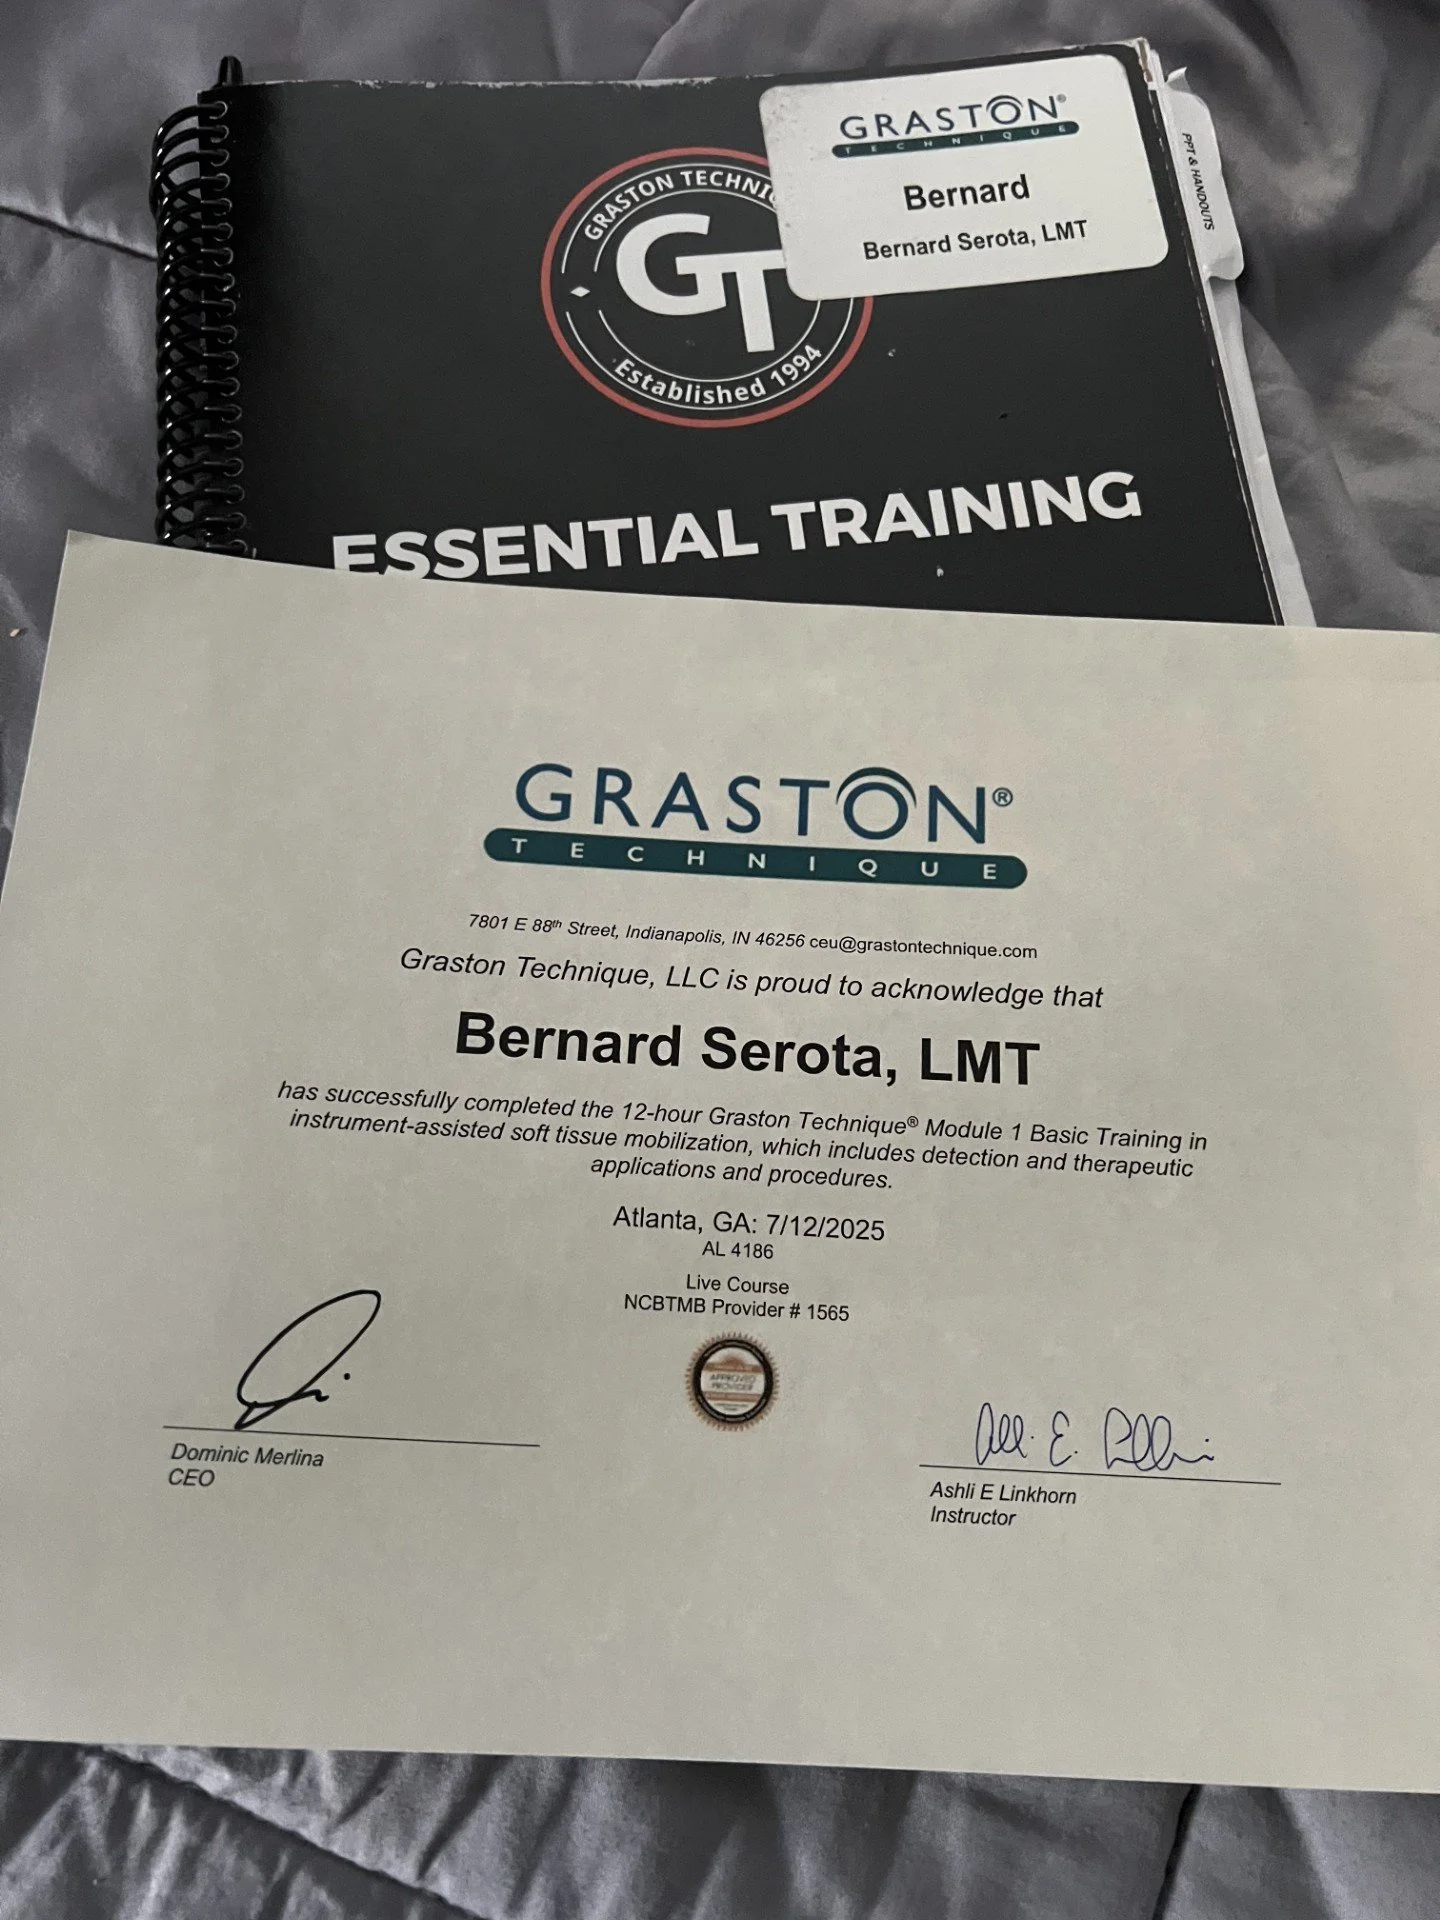 GRASTON TECHNI
GT
Established 1994
GRASTON®
TECHNIQUE
Bernard
Bernard Serota, LMT
PPT & HANDOUTS
ESSENTIAL TRAINING
GRASTON®
TECHNIQUE
7801 E 88th Street, Indianapolis, IN 46256 ceu@grastontechnique.com
Graston Technique, LLC is proud to acknowledge that
Bernard Serota, LMT
has successfully completed the 12-hour Graston Technique® Module 1 Basic Training in
instrument-assisted soft tissue mobilization, which includes detection and therapeutic
applications and procedures.
Atlanta, GA: 7/12/2025
AL 4186
Live Course
NCBTMB Provider # 1565
APPROVED
PROVIDER
Dominic Merlina
CEO
Ashli E Linkhorn
Instructor